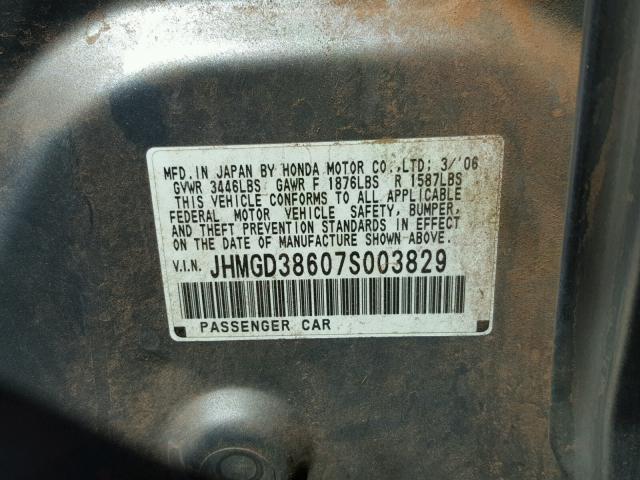 MFD.IN JAPAN BY HONDA MOTOR CO.,LTD: 3/'06
GVWR 3446LBS GAWR F 1876LBS R 1587LBS
THIS VEHICLE CONFORMS TO ALL APPLICABLE
FEDERAL MOTOR VEHICLE SAFETY, BUMPER,
AND THEFT PREVENTION STANDARDS IN EFFECT
ON THE DATE OF MANUFACTURE SHOWN ABOVE.
V.I.N. JHMGD38607S003829
PASSENGER CAR